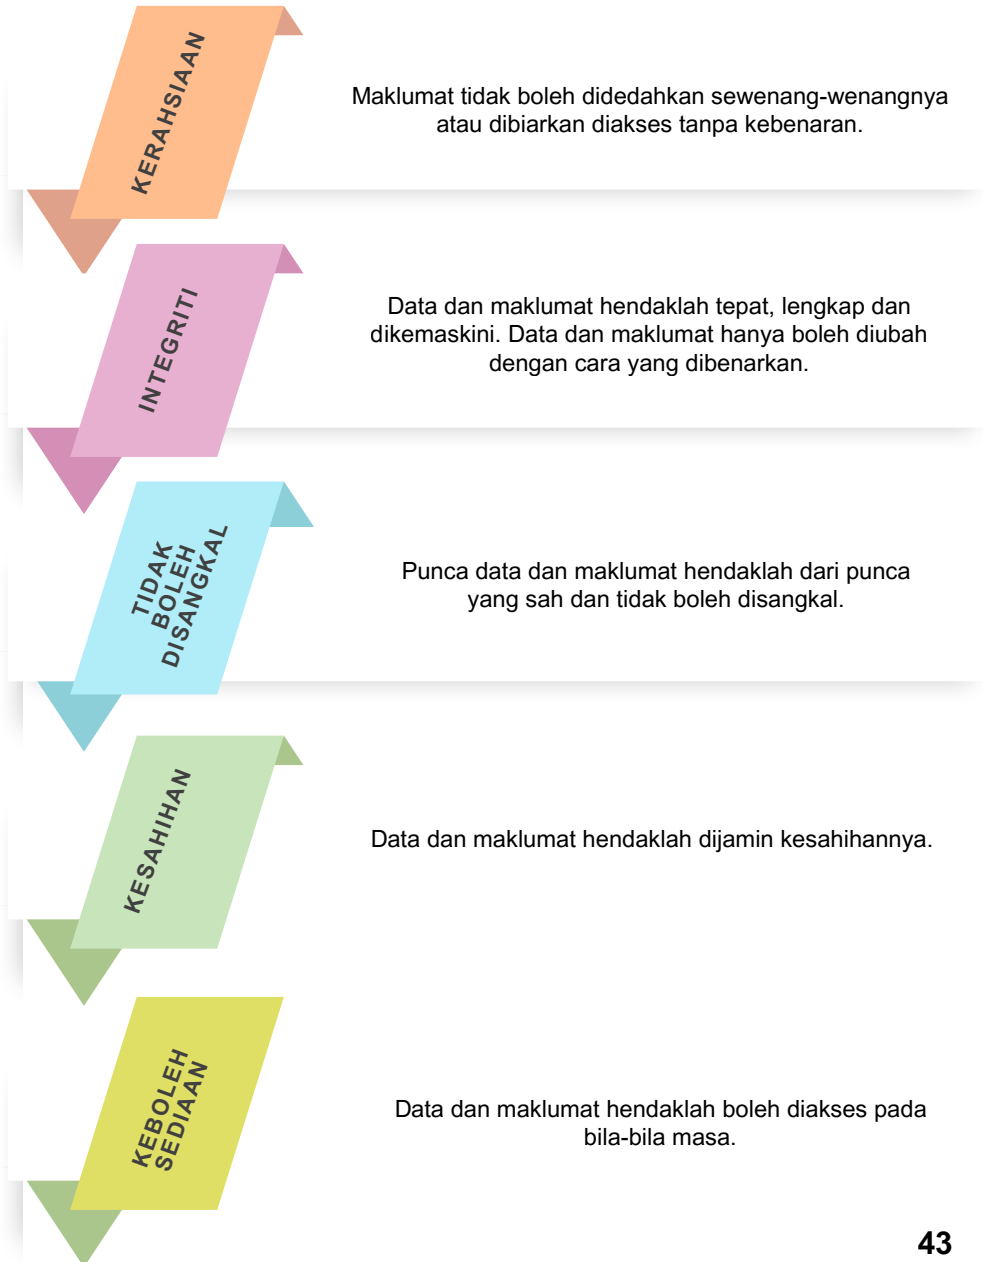 KERAHSIAAN
Maklumat tidak boleh didedahkan sewenang-wenangnya
atau dibiarkan diakses tanpa kebenaran.
INTEGRITI
Data dan maklumat hendaklah tepat, lengkap dan
dikemaskini. Data dan maklumat hanya boleh diubah
dengan cara yang dibenarkan.
TIDAK
BOLEH
DISANGKAL
Punca data dan maklumat hendaklah dari punca
yang sah dan tidak boleh disangkal.
KESAHIHAN
Data dan maklumat hendaklah dijamin kesahihannya.
KEBOLEH
SEDIAAN
Data dan maklumat hendaklah boleh diakses pada
bila-bila masa.
43